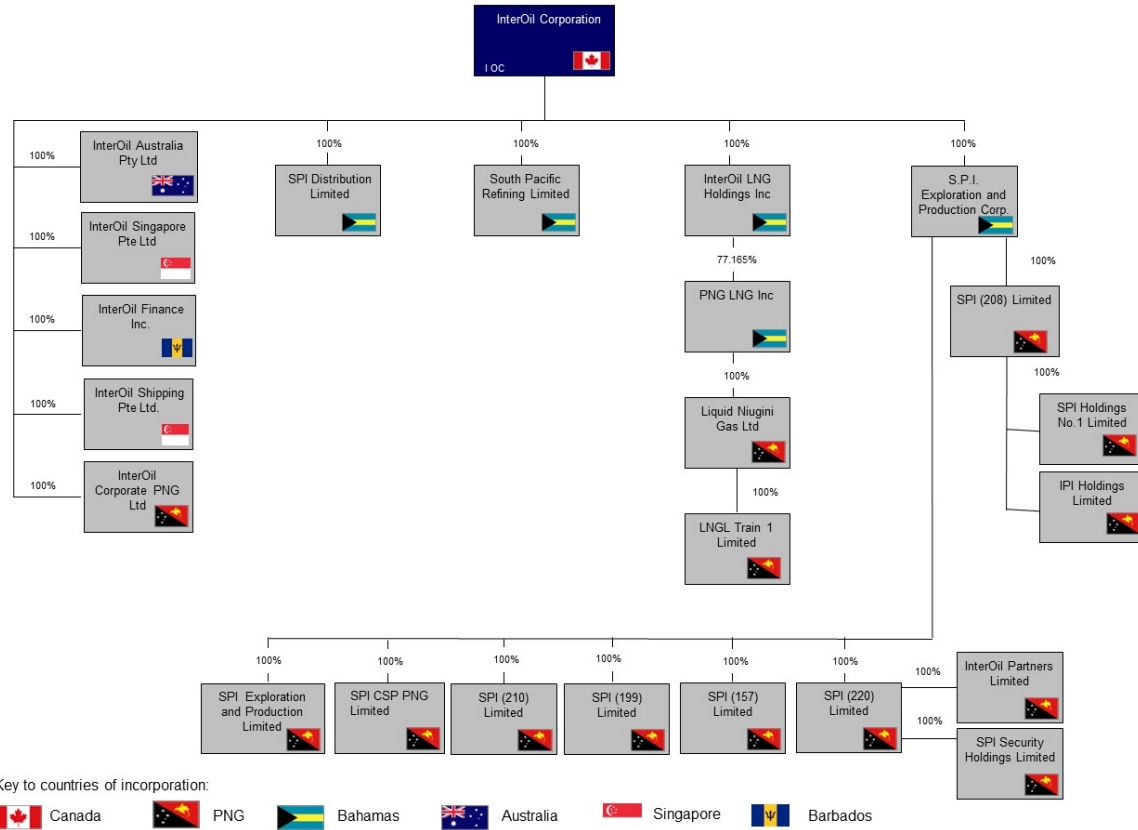 InterOil Corporation
I OC
100%
InterOil Australia
Pty Ltd
100%
InterOil Singapore
Pte Ltd
100%
InterOil Finance
Inc.
100%
InterOil Shipping
Pte Ltd.
100%
InterOil
Corporate PNG
Ltd
100%
SPI Distribution
Limited
100%
South Pacific
Refining Limited
100%
InterOil LNG
Holdings Inc
77.165%
PNG LNG Inc
100%
Liquid Niugini
Gas Ltd
100%
LNGL Train 1
Limited
100%
S.P.I.
Exploration and
Production Corp.
100%
SPI (208) Limited
100%
SPI Holdings
No.1 Limited
IPI Holdings
Limited
100%
SPI Exploration
and Production
Limited
100%
SPI CSP PNG
Limited
100%
SPI (210)
Limited
100%
SPI (199)
Limited
100%
SPI (157)
Limited
100%
SPI (220)
Limited
100%
InterOil Partners
Limited
100%
SPI Security
Holdings Limited
Key to countries of incorporation:
Canada
PNG
Bahamas
Australia
Singapore
Barbados